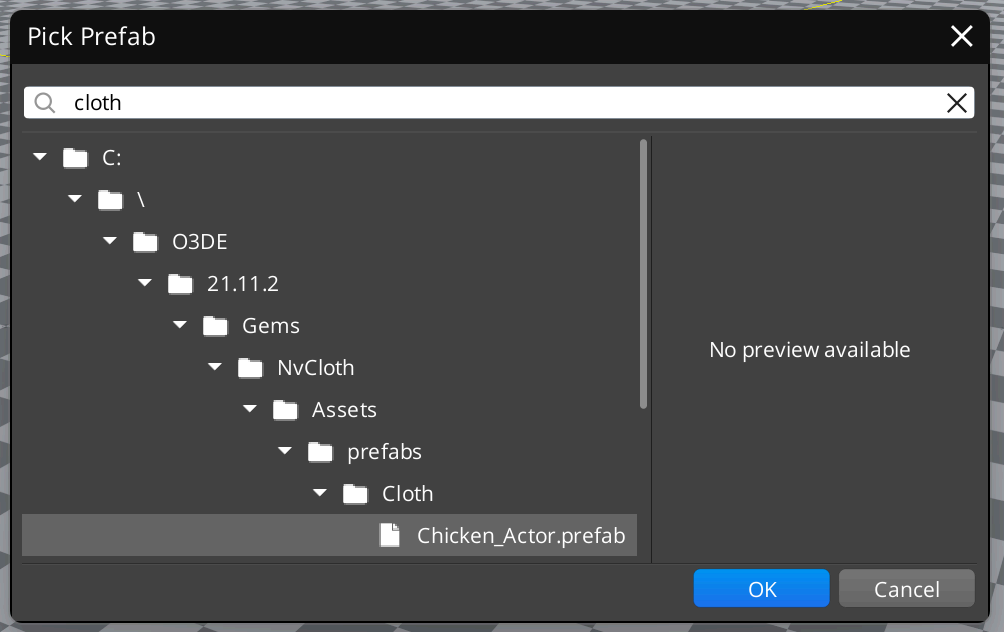 Pick Prefab
cloth
C:
\
O3DE
21.11.2
Gems
NvCloth
Assets
prefabs
Cloth
Chicken_Actor.prefab
No preview available
OK
Cancel